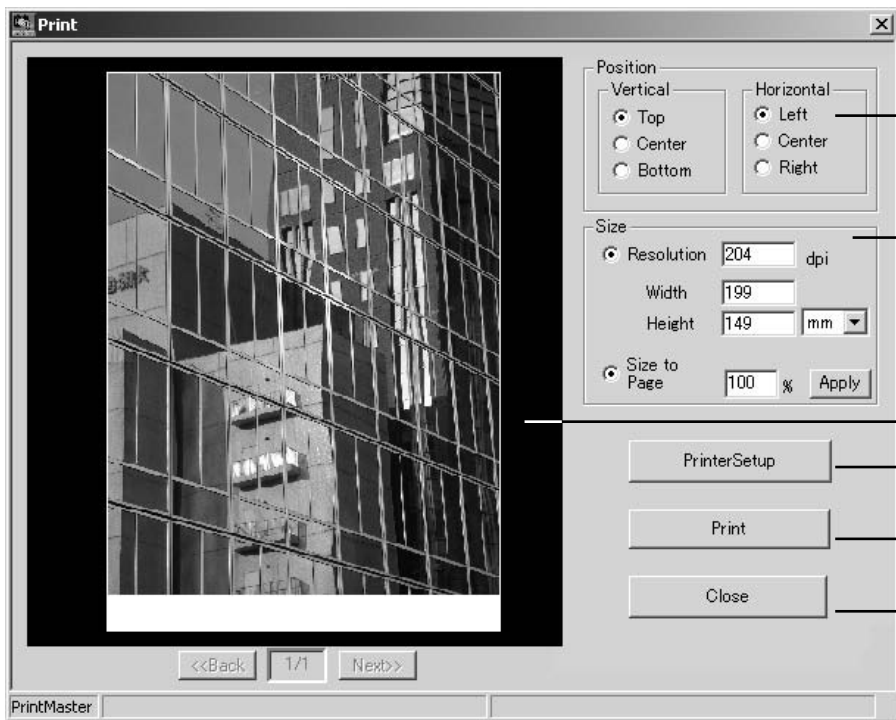 Print
Position
Vertical
Top
Center
Bottom
Horizontal
Left
Center
Right
Size
Resolution 204 dpi
Width 199
Height 149 mm
Size to
Page 100 % Apply
PrinterSetup
Print
Close
<<Back 1/1 Next>>
PrintMaster